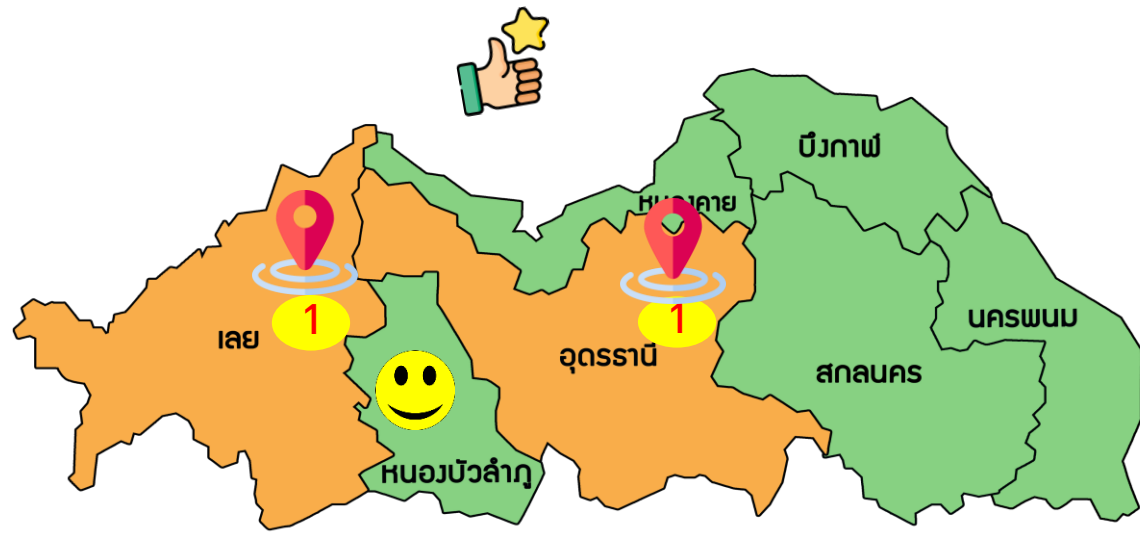 บึงกาฬ
หนองคาย
1
1
เลย
นครพนม
อุดรธานี
สกลนคร
หนองบัวลำภู